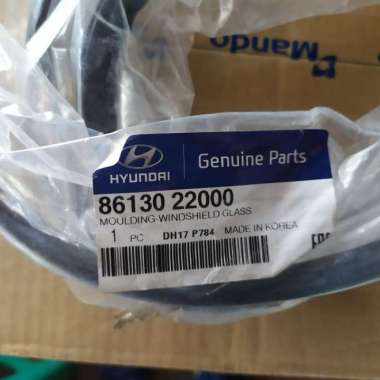 Mando
HYUNDAI
Genuine Parts
86130 22000
MOULDING-WINDSHIELD GLASS
1 PC DH17 P784 MADE IN KOREA